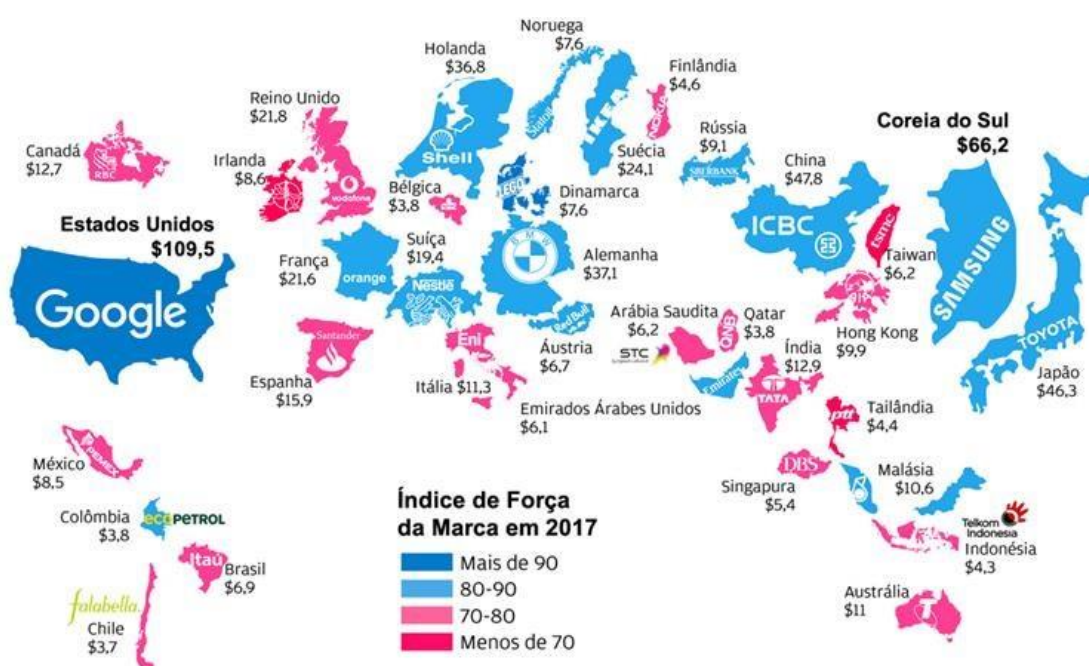 Noruega
$7,6
Holanda
$36,8
Finlândia
$4,6
Reino Unido
$21,8
Canadá
$12,7
RBC
Irlanda
$8,6
vodafone
Shell
Statoil
IKEA
NOKIA
Suécia
$24,1
Rússia
$9,1
SBERBANK
China
$47,8
ICBC
Coreia do Sul
$66,2
SAMSUNG
Bélgica
$3,8
LEGO
Dinamarca
$7,6
Estados Unidos
$109,5
Google
França
$21,6
orange
Suíça
$19,4
Nestlé
BMW
Alemanha
$37,1
Taiwan
$6,2
Hong Kong
$9,9
TOYOTA
Japão
$46,3
Santander
Espanha
$15,9
Eni
Itália $11,3
Red Bull
Áustria
$6,7
Arábia Saudita
$6,2
STC
Qatar
$3,8
QNB
Emirates
Emirados Árabes Unidos
$6,1
Índia
$12,9
TATA
ptt
Tailândia
$4,4
México
$8,5
PEMEX
Colômbia
$3,8
ecopetrol
Itaú
Brasil
$6,9
falabella.
Chile
$3,7
DBS
Singapura
$5,4
Malásia
$10,6
Telkom
Indonesia
Indonésia
$4,3
Austrália
$11
T
Índice de Força
da Marca em 2017
Mais de 90
80-90
70-80
Menos de 70